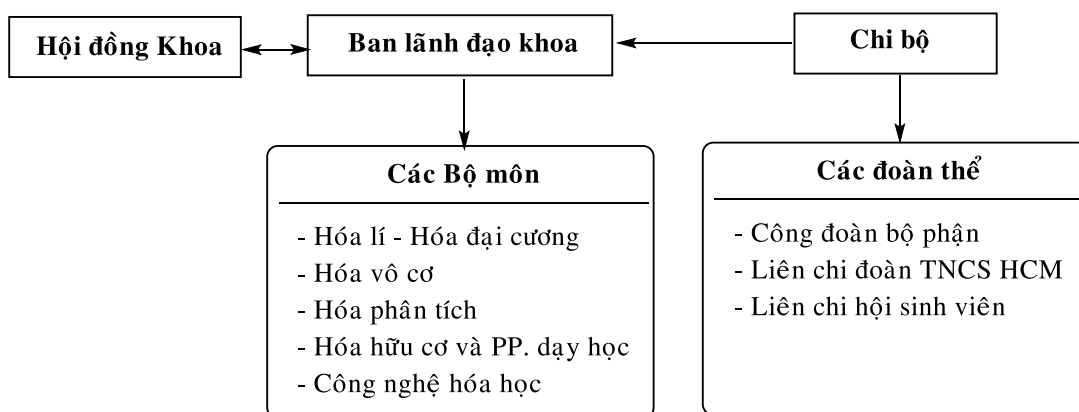 Hội đồng Khoa
Ban lãnh đạo khoa
Chi bộ
Các Bộ môn
- Hóa lí - Hóa đại cương
- Hóa vô cơ
- Hóa phân tích
- Hóa hữu cơ và PP. dạy học
- Công nghệ hóa học
Các đoàn thể
- Công đoàn bộ phận
- Liên chi đoàn TNCS HCM
- Liên chi hội sinh viên